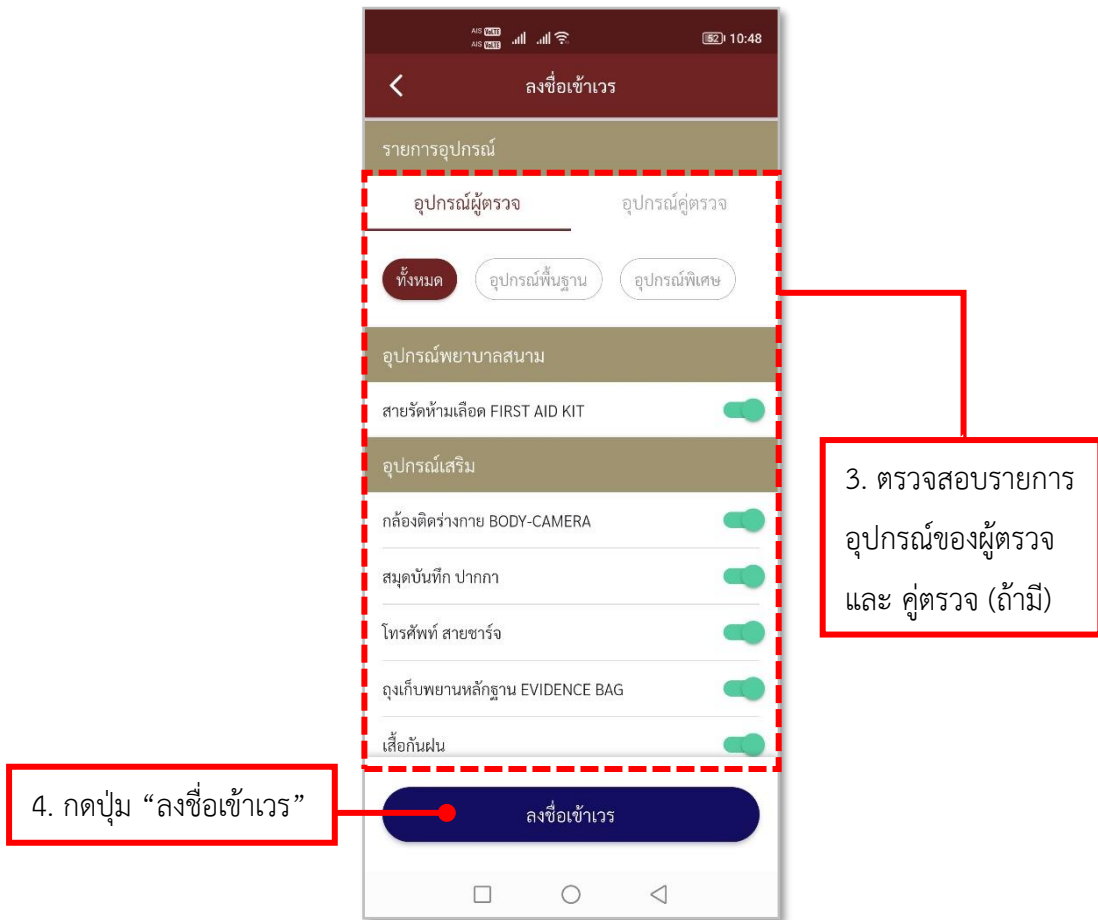 AIS VoLTE
AIS VoLTE
52 10:48
ลงชื่อเข้าเวร
รายการอุปกรณ์
อุปกรณ์ผู้ตรวจ อุปกรณ์คู่ตรวจ
ทั้งหมด อุปกรณ์พื้นฐาน อุปกรณ์พิเศษ
อุปกรณ์พยาบาลสนาม
สายรัดห้ามเลือด FIRST AID KIT
อุปกรณ์เสริม
กล้องติดร่างกาย BODY-CAMERA
สมุดบันทึก ปากกา
โทรศัพท์ สายชาร์จ
ถุงเก็บพยานหลักฐาน EVIDENCE BAG
เสื้อกันฝน
ลงชื่อเข้าเวร
3. ตรวจสอบรายการ
อุปกรณ์ของผู้ตรวจ
และ คู่ตรวจ (ถ้ามี)
4. กดปุ่ม “ลงชื่อเข้าเวร”